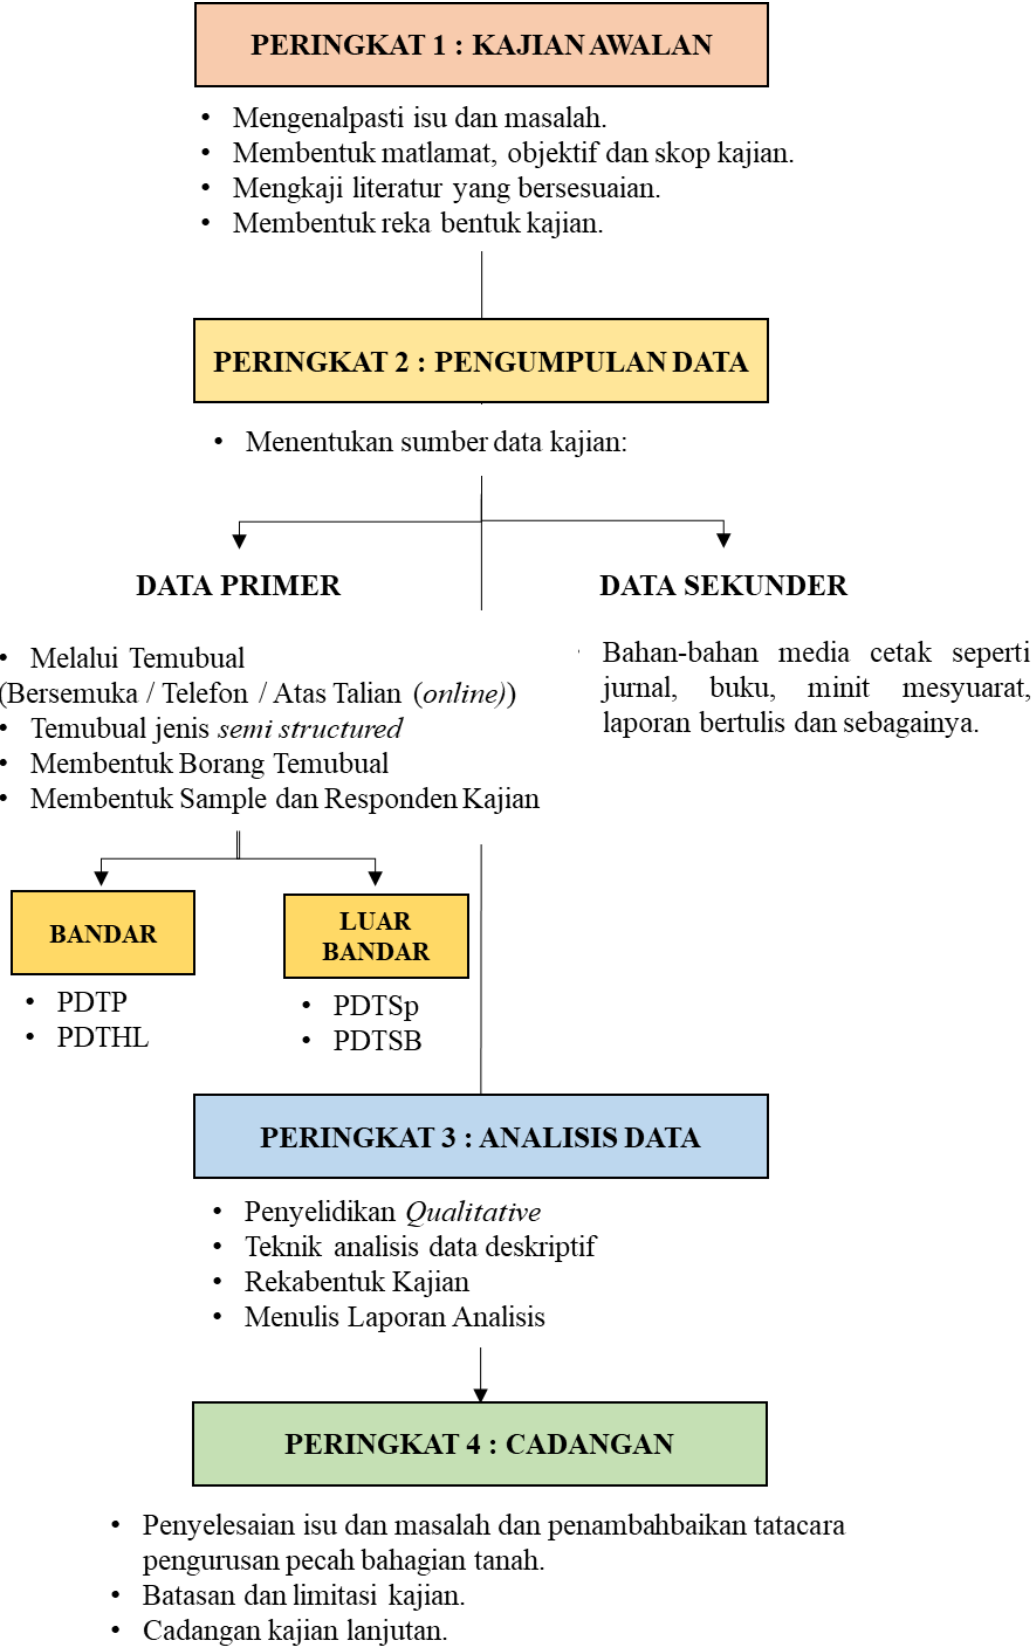 PERINGKAT 1 : KAJIAN AWALAN
• Mengenalpasti isu dan masalah.
• Membentuk matlamat, objektif dan skop kajian.
• Mengkaji literatur yang bersesuaian.
• Membentuk reka bentuk kajian.
PERINGKAT 2 : PENGUMPULAN DATA
• Menentukan sumber data kajian:
DATA PRIMER
• Melalui Temubual
(Bersemuka / Telefon / Atas Talian (online))
• Temubual jenis semi structured
• Membentuk Borang Temubual
• Membentuk Sample dan Responden Kajian
DATA SEKUNDER
Bahan-bahan media cetak seperti
jurnal, buku, minit mesyuarat,
laporan bertulis dan sebagainya.
BANDAR
• PDTP
• PDTHL
LUAR
BANDAR
• PDTSp
• PDTSB
PERINGKAT 3 : ANALISIS DATA
• Penyelidikan Qualitative
• Teknik analisis data deskriptif
• Rekabentuk Kajian
• Menulis Laporan Analisis
PERINGKAT 4 : CADANGAN
• Penyelesaian isu dan masalah dan penambahbaikan tatacara
pengurusan pecah bahagian tanah.
• Batasan dan limitasi kajian.
• Cadangan kajian lanjutan.